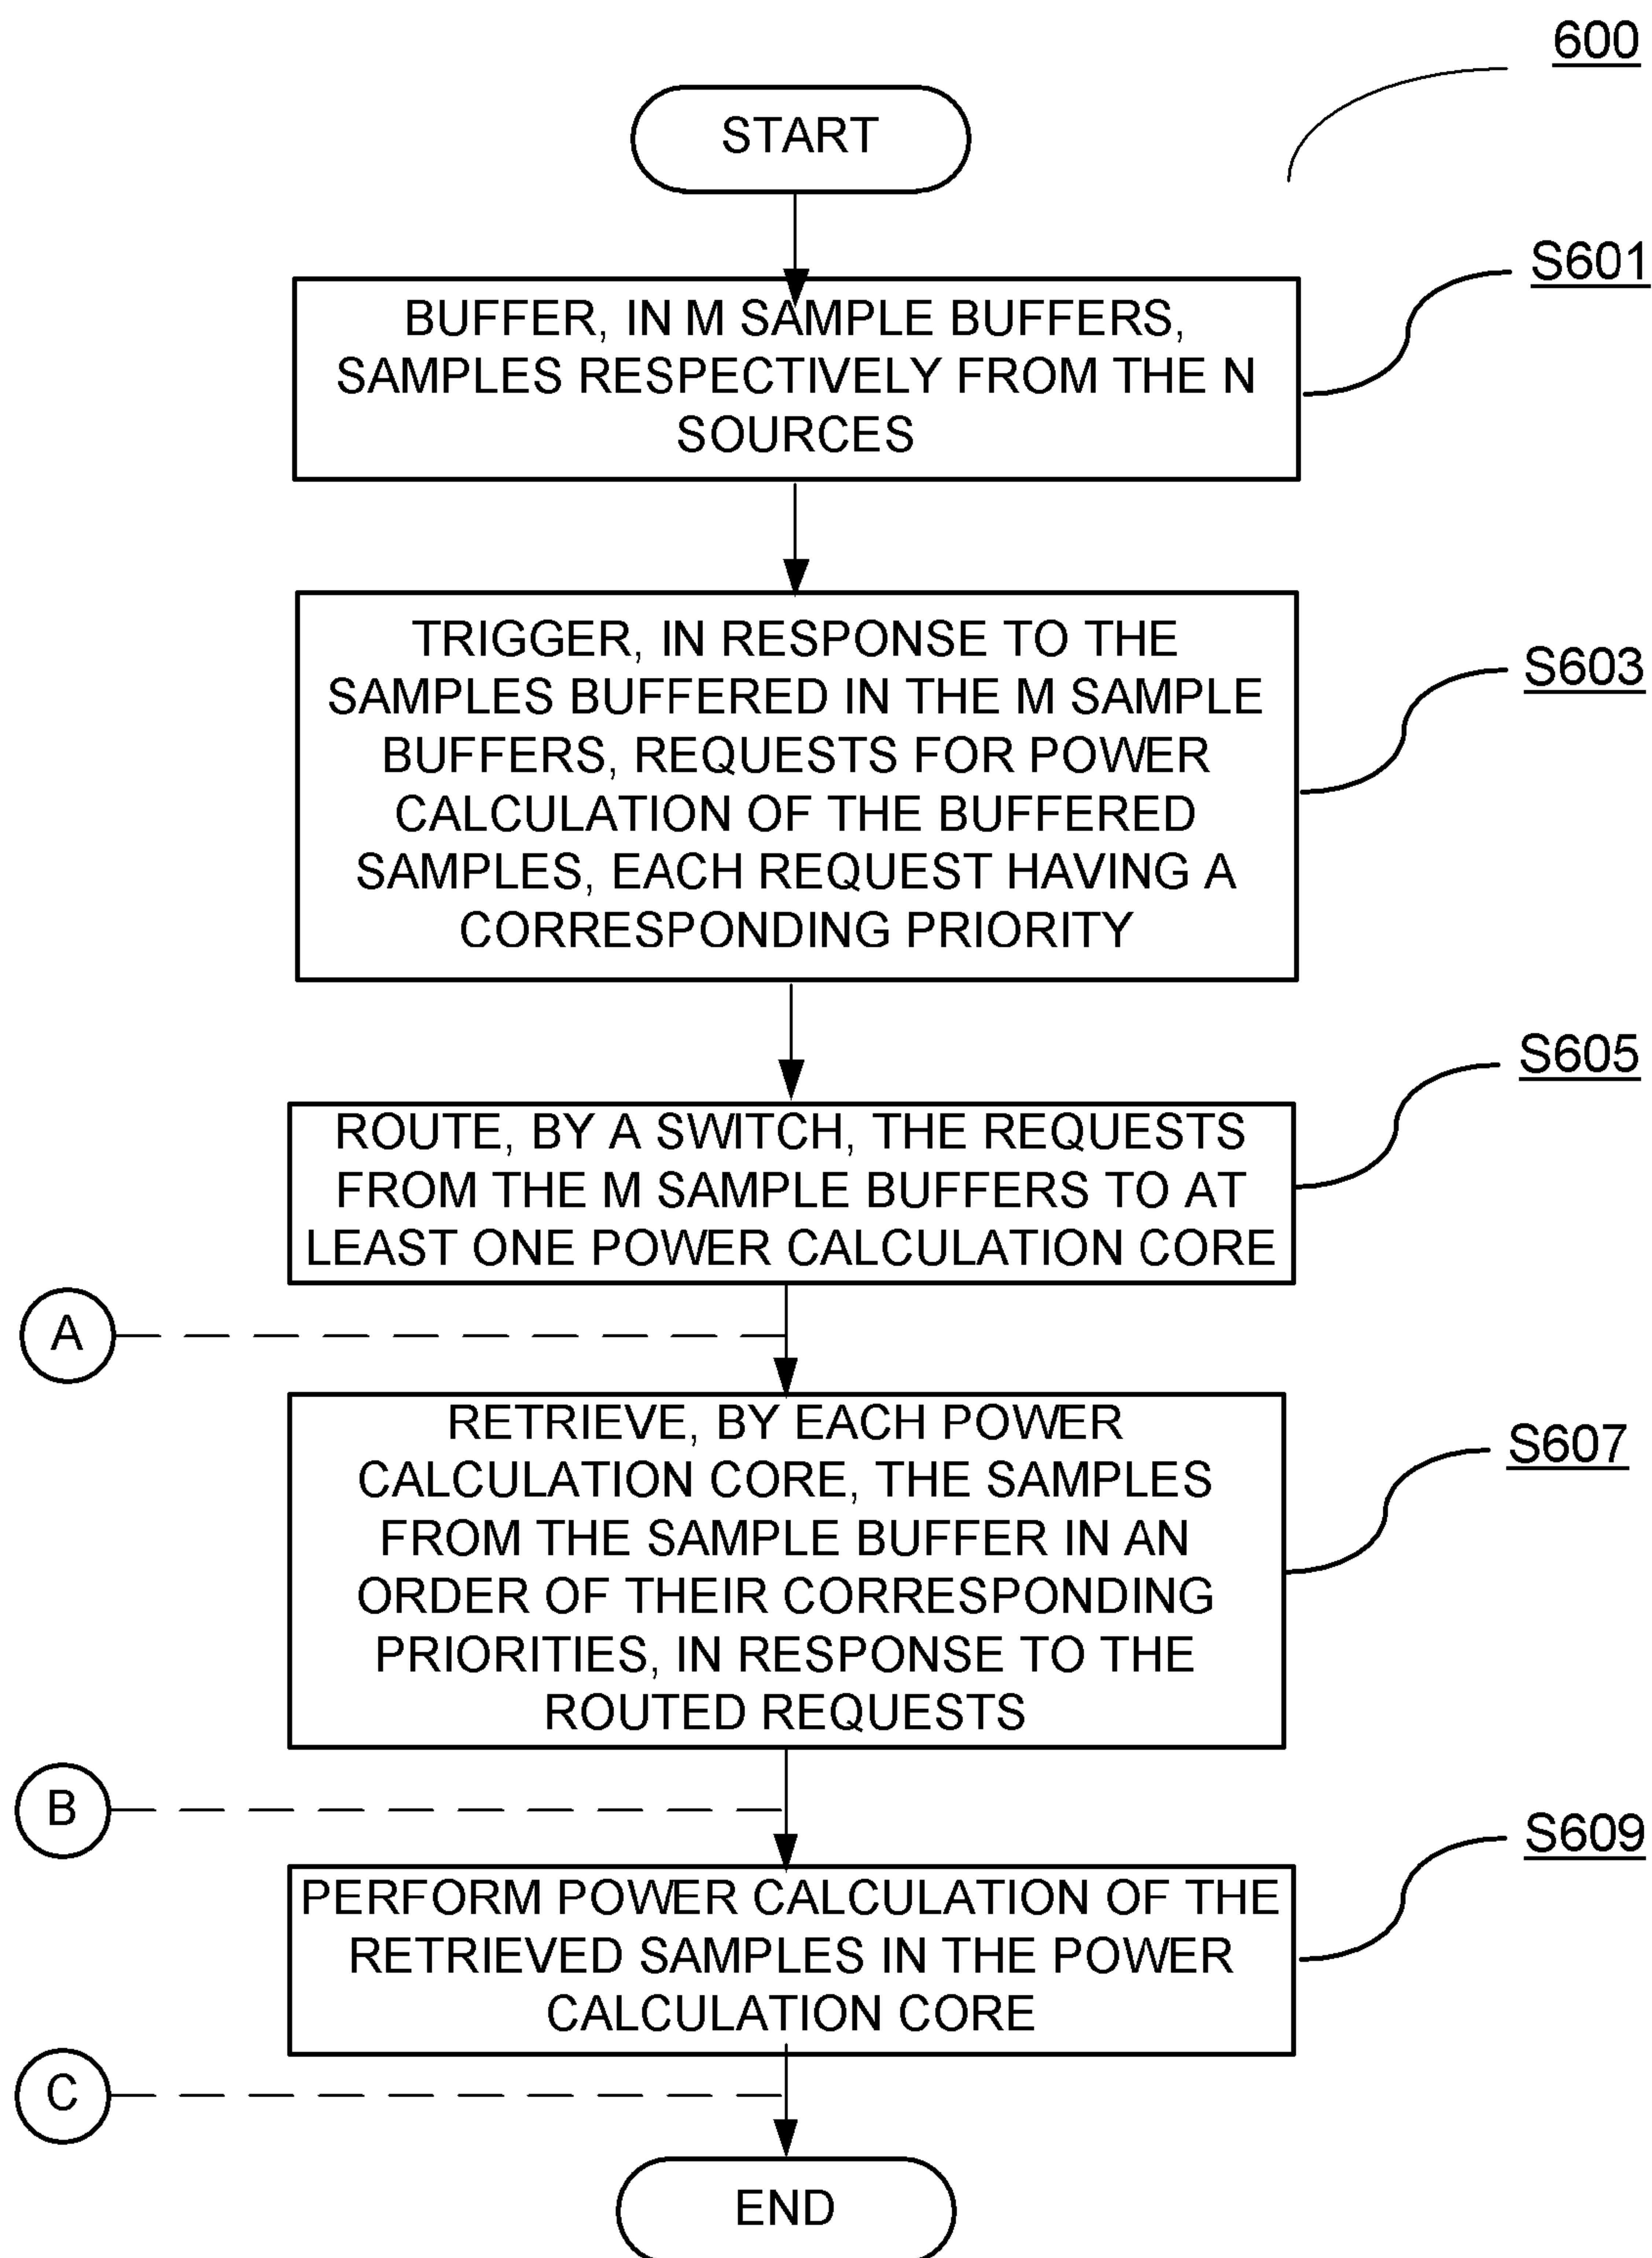 600
START
S601
BUFFER, IN M SAMPLE BUFFERS,
SAMPLES RESPECTIVELY FROM THE N
SOURCES
S603
TRIGGER, IN RESPONSE TO THE
SAMPLES BUFFERED IN THE M SAMPLE
BUFFERS, REQUESTS FOR POWER
CALCULATION OF THE BUFFERED
SAMPLES, EACH REQUEST HAVING A
CORRESPONDING PRIORITY
S605
ROUTE, BY A SWITCH, THE REQUESTS
FROM THE M SAMPLE BUFFERS TO AT
LEAST ONE POWER CALCULATION CORE
A
S607
RETRIEVE, BY EACH POWER
CALCULATION CORE, THE SAMPLES
FROM THE SAMPLE BUFFER IN AN
ORDER OF THEIR CORRESPONDING
PRIORITIES, IN RESPONSE TO THE
ROUTED REQUESTS
B
S609
PERFORM POWER CALCULATION OF THE
RETRIEVED SAMPLES IN THE POWER
CALCULATION CORE
C
END